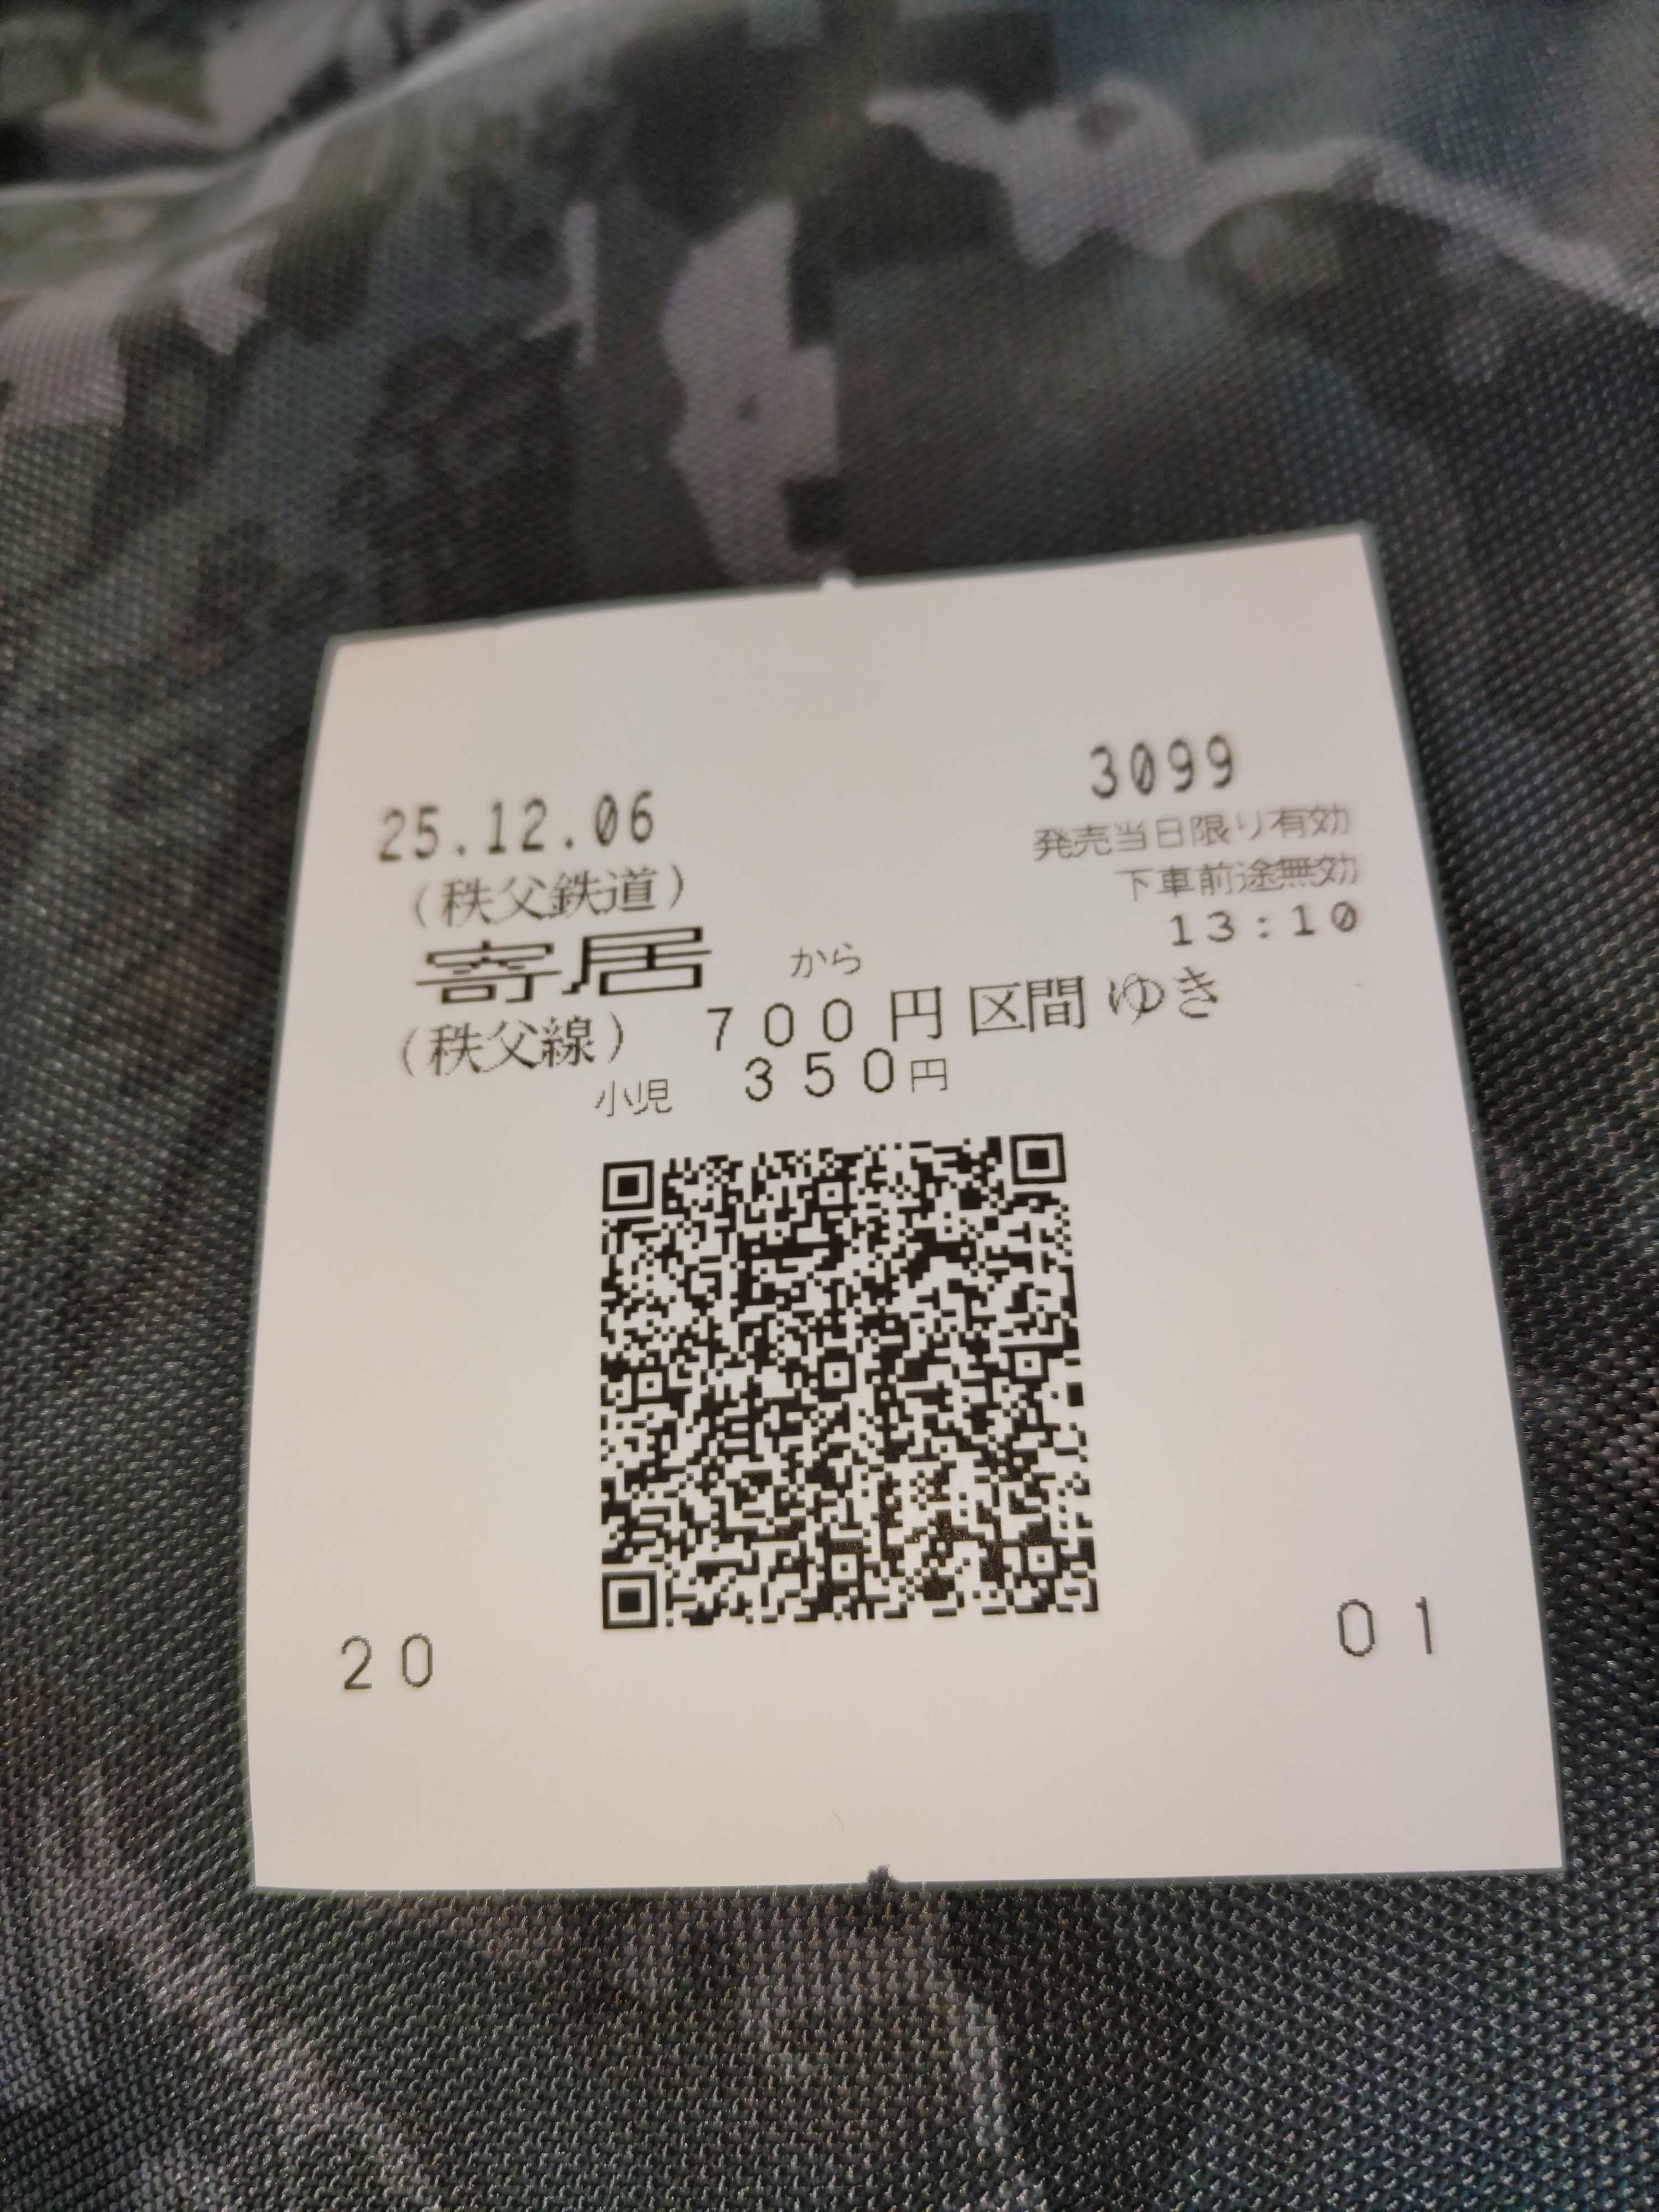 25.12.06
3099
発売当日限り有効
(秩父鉄道)
下車前途無効
13:10
寄居 から
(秩父線) 700円区間ゆき
小児 350円
20
01